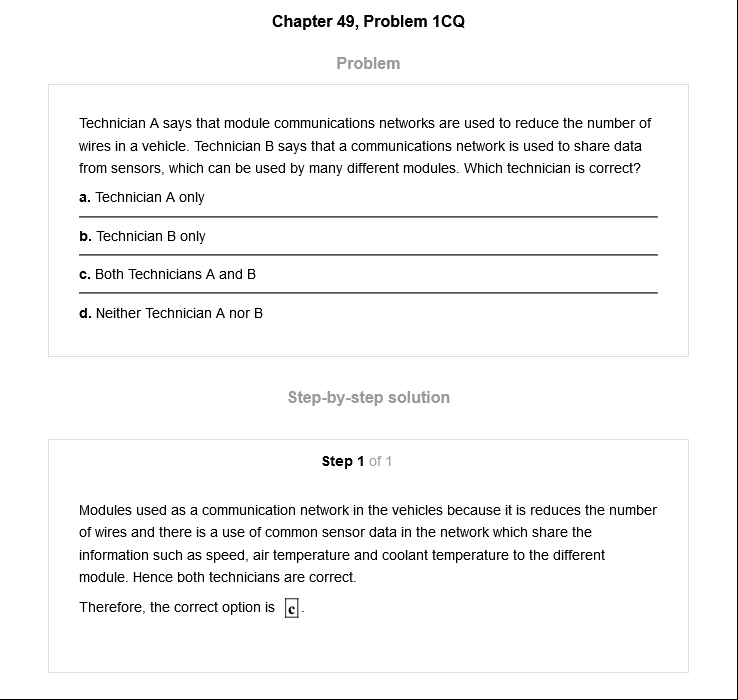 Chapter 49, Problem 1CQ
Problem
Technician A says that module communications networks are used to reduce the number of
wires in a vehicle. Technician B says that a communications network is used to share data
from sensors, which can be used by many different modules. Which technician is correct?
a. Technician A only
b. Technician B only
c. Both Technicians A and B
d. Neither Technician A nor B
Step-by-step solution
Step 1 of 1
Modules used as a communication network in the vehicles because it is reduces the number
of wires and there is a use of common sensor data in the network which share the
information such as speed, air temperature and coolant temperature to the different
module. Hence both technicians are correct.
Therefore, the correct option is c.